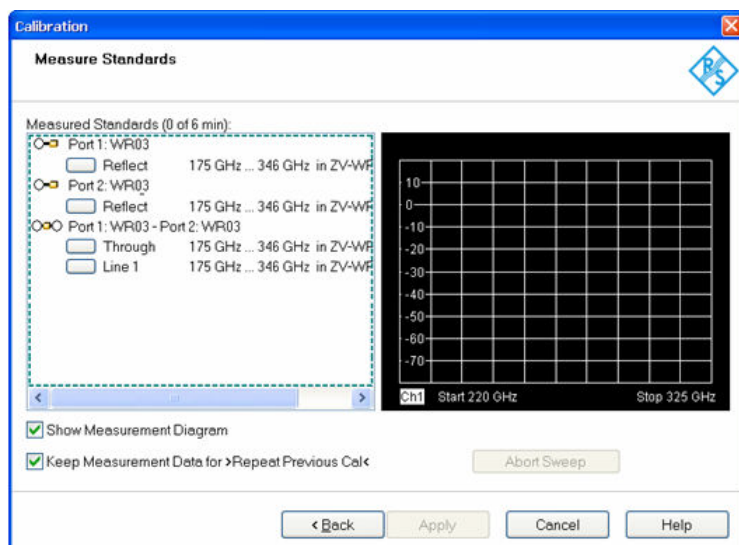 Calibration
Measure Standards
R S
Measured Standards (0 of 6 min):
Port 1: WR03
Reflect 175 GHz ... 346 GHz in ZV-WR
Port 2: WR03
Reflect 175 GHz ... 346 GHz in ZV-WR
Port 1: WR03 - Port 2: WR03
Through 175 GHz ... 346 GHz in ZV-WR
Line 1 175 GHz ... 346 GHz in ZV-WR
10
0
-10
-20
-30
-40
-50
-60
-70
Ch1 Start 220 GHz Stop 325 GHz
Show Measurement Diagram
Keep Measurement Data for >Repeat Previous Cal<
Abort Sweep
< Back
Apply
Cancel
Help